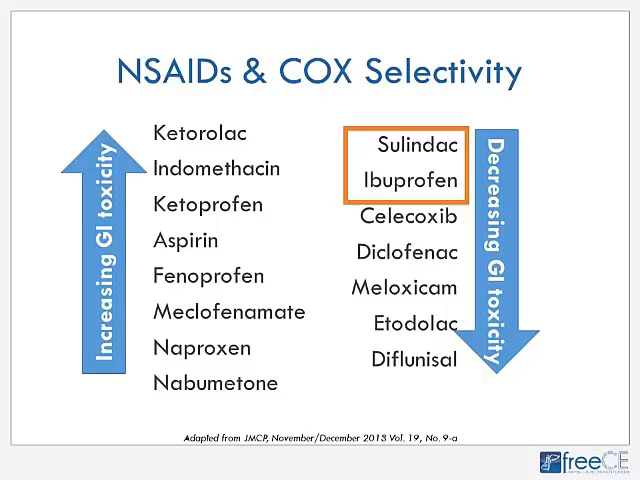 NSAIDs & COX Selectivity
Increasing GI toxicity
Ketorolac
Indomethacin
Ketoprofen
Aspirin
Fenoprofen
Meclofenamate
Naproxen
Nabumetone
Sulindac
Ibuprofen
Celecoxib
Diclofenac
Meloxicam
Etodolac
Diflunisal
Decreasing GI toxicity
Adapted from JMCP, November/December 2013 Vol. 19, No. 9-a
freeCE